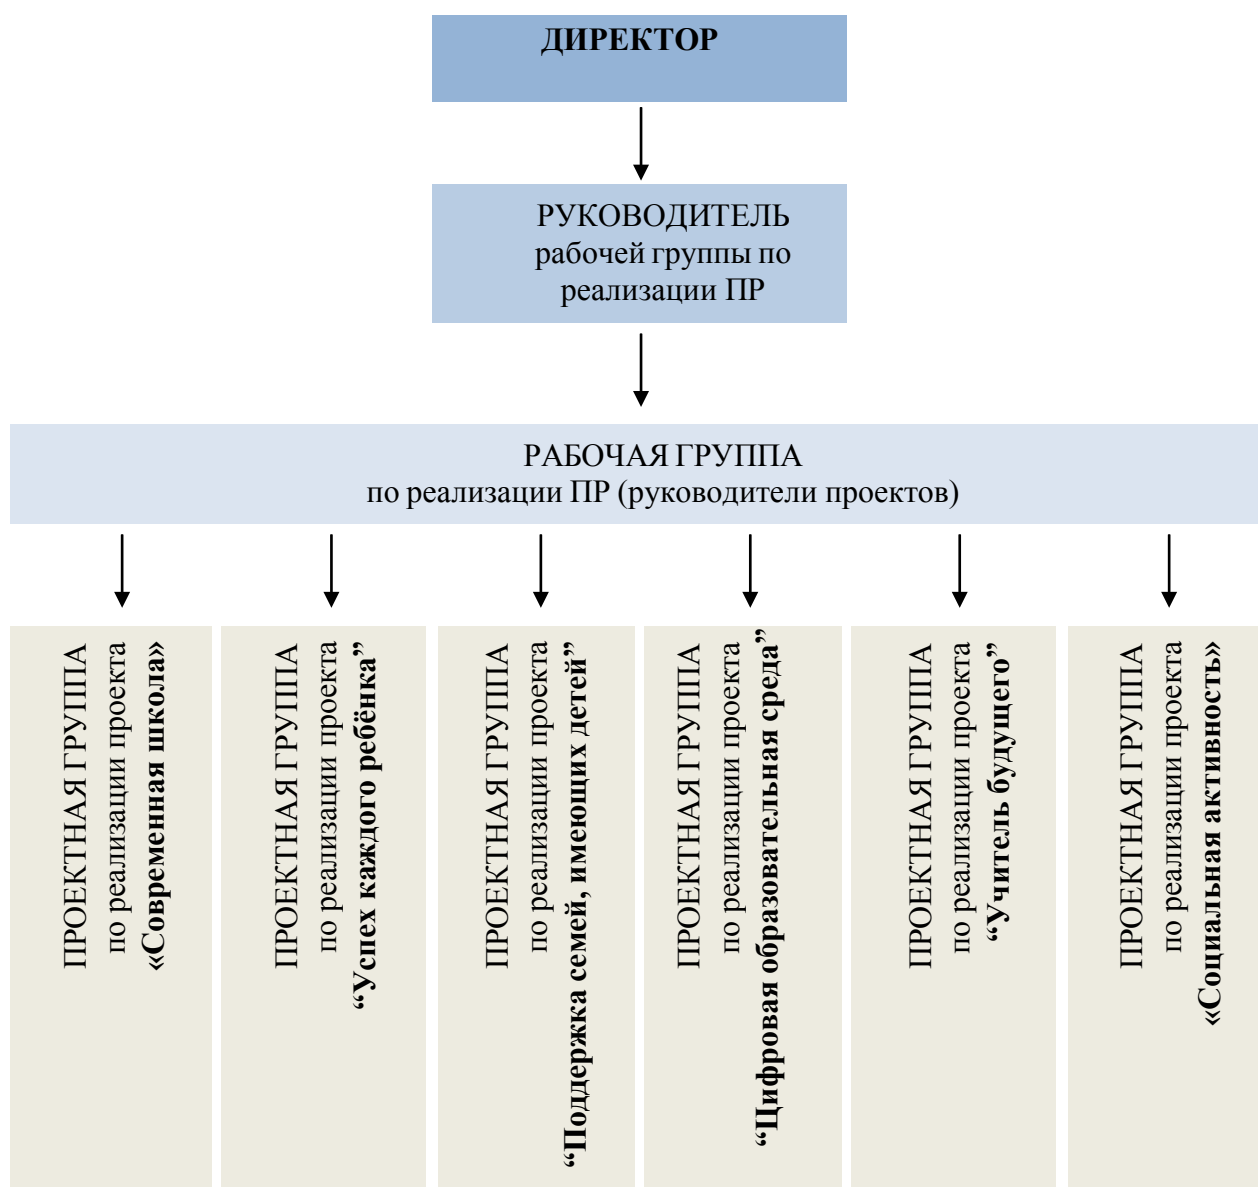 ДИРЕКТОР
РУКОВОДИТЕЛЬ
рабочей группы по
реализации ПР
РАБОЧАЯ ГРУППА
по реализации ПР (руководители проектов)
ПРОЕКТНАЯ ГРУППА
по реализации проекта
«Современная школа»
ПРОЕКТНАЯ ГРУППА
по реализации проекта
“Успех каждого ребёнка”
ПРОЕКТНАЯ ГРУППА
по реализации проекта
“Поддержка семей, имеющих детей”
ПРОЕКТНАЯ ГРУППА
по реализации проекта
“Цифровая образовательная среда”
ПРОЕКТНАЯ ГРУППА
по реализации проекта
“Учитель будущего”
ПРОЕКТНАЯ ГРУППА
по реализации проекта
«Социальная активность»